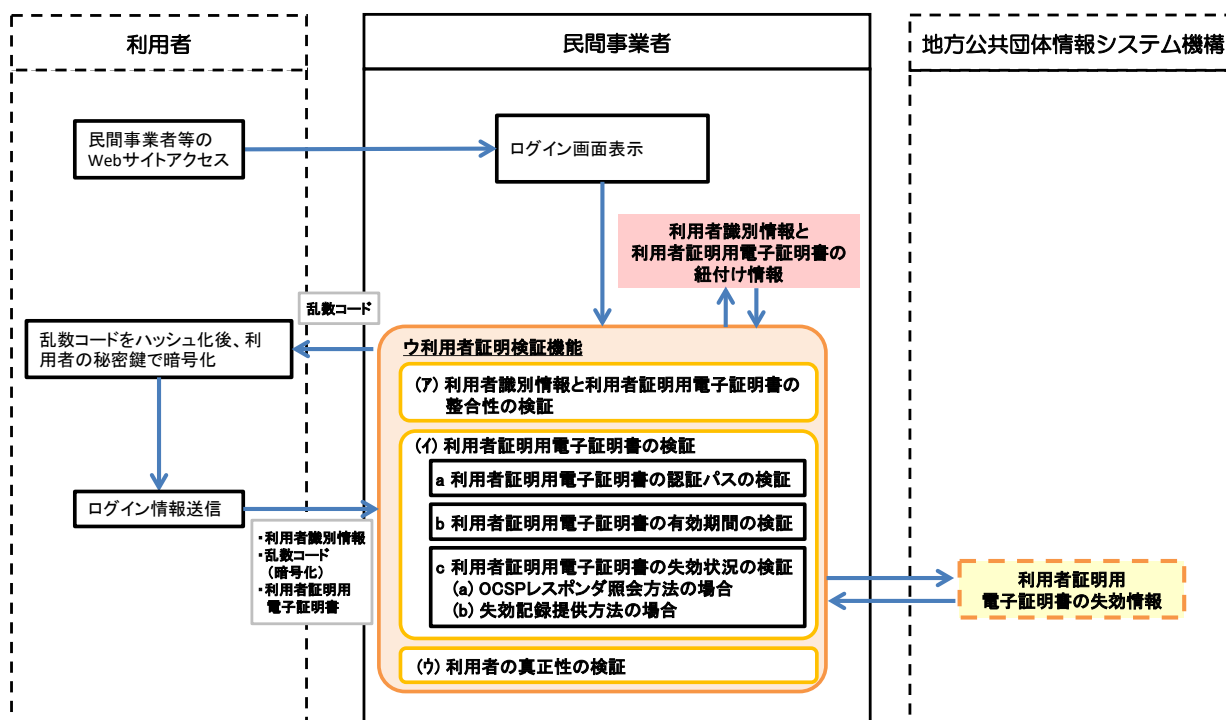 利用者
民間事業者
地方公共団体情報システム機構
民間事業者等の
Webサイトアクセス
ログイン画面表示
利用者識別情報と
利用者証明用電子証明書の
紐付け情報
乱数コード
乱数コードをハッシュ化後、利
用者の秘密鍵で暗号化
ウ利用者証明検証機能
(ア) 利用者識別情報と利用者証明用電子証明書の
整合性の検証
(イ) 利用者証明用電子証明書の検証
a 利用者証明用電子証明書の認証パスの検証
ログイン情報送信
b 利用者証明用電子証明書の有効期間の検証
・利用者識別情報
・乱数コード
(暗号化)
・利用者証明用
電子証明書
c 利用者証明用電子証明書の失効状況の検証
(a) OCSPレスポンダ照会方法の場合
(b) 失効記録提供方法の場合
利用者証明用
電子証明書の失効情報
(ウ) 利用者の真正性の検証